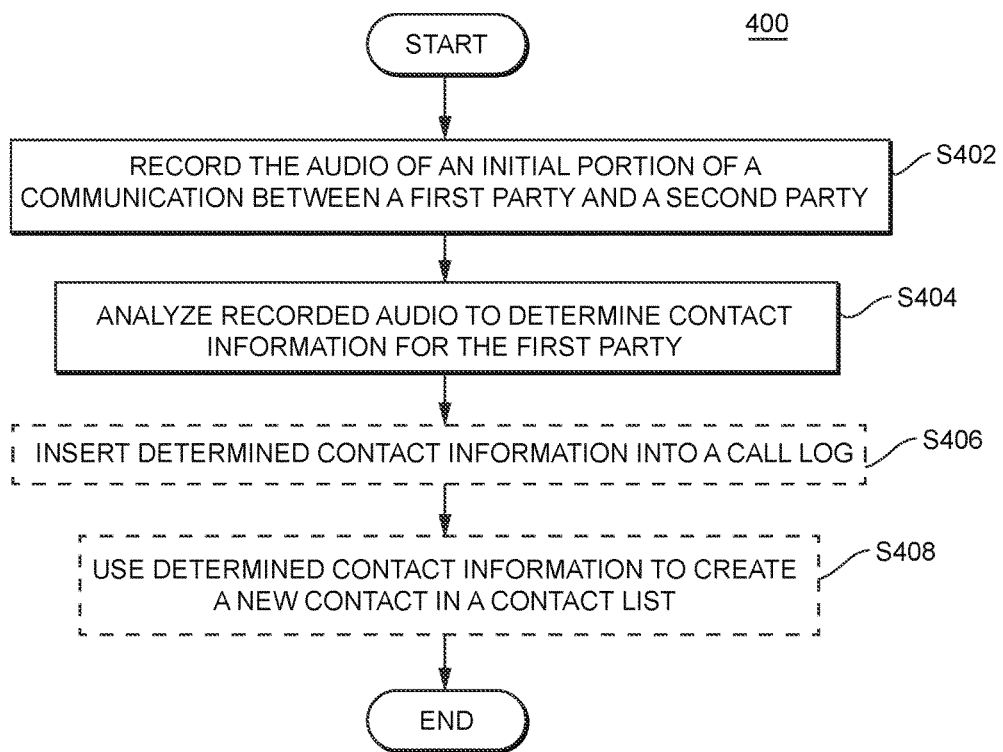 400
START
RECORD THE AUDIO OF AN INITIAL PORTION OF A
COMMUNICATION BETWEEN A FIRST PARTY AND A SECOND PARTY
S402
ANALYZE RECORDED AUDIO TO DETERMINE CONTACT
INFORMATION FOR THE FIRST PARTY
S404
INSERT DETERMINED CONTACT INFORMATION INTO A CALL LOG
S406
USE DETERMINED CONTACT INFORMATION TO CREATE
A NEW CONTACT IN A CONTACT LIST
S408
END